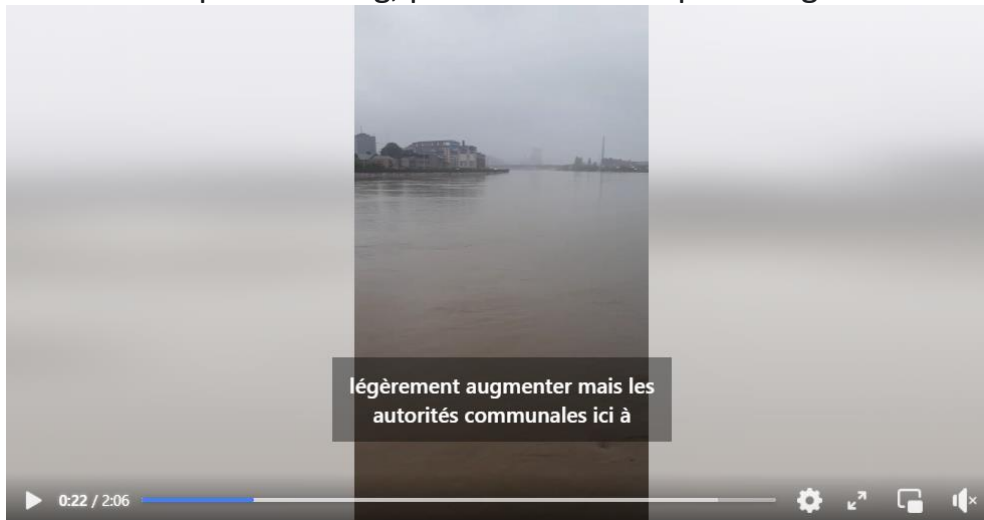 légèrement augmenter mais les
autorités communales ici à
0:22 / 2:06